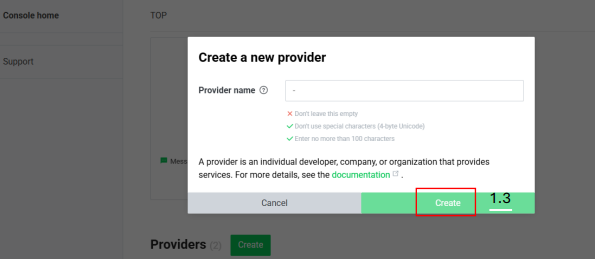 Console home
TOP
Support
Create a new provider
Provider name ?
-
Don't leave this empty
Don't use special characters (4-byte Unicode)
Enter no more than 100 characters
Mess
A provider is an individual developer, company, or organization that provides
services. For more details, see the documentation .
Cancel
Create
1.3
Providers (2)
Create